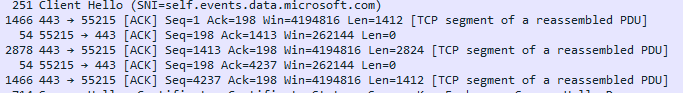 251 Client Hello (SNI=self.events.data.microsoft.com)
1466 443 → 55215 [ACK] Seq=1 Ack=198 Win=4194816 Len=1412 [TCP segment of a reassembled PDU]
54 55215 → 443 [ACK] Seq=198 Ack=1413 Win=262144 Len=0
2878 443 → 55215 [ACK] Seq=1413 Ack=198 Win=4194816 Len=2824 [TCP segment of a reassembled PDU]
54 55215 → 443 [ACK] Seq=198 Ack=4237 Win=262144 Len=0
1466 443 → 55215 [ACK] Seq=4237 Ack=198 Win=4194816 Len=1412 [TCP segment of a reassembled PDU]